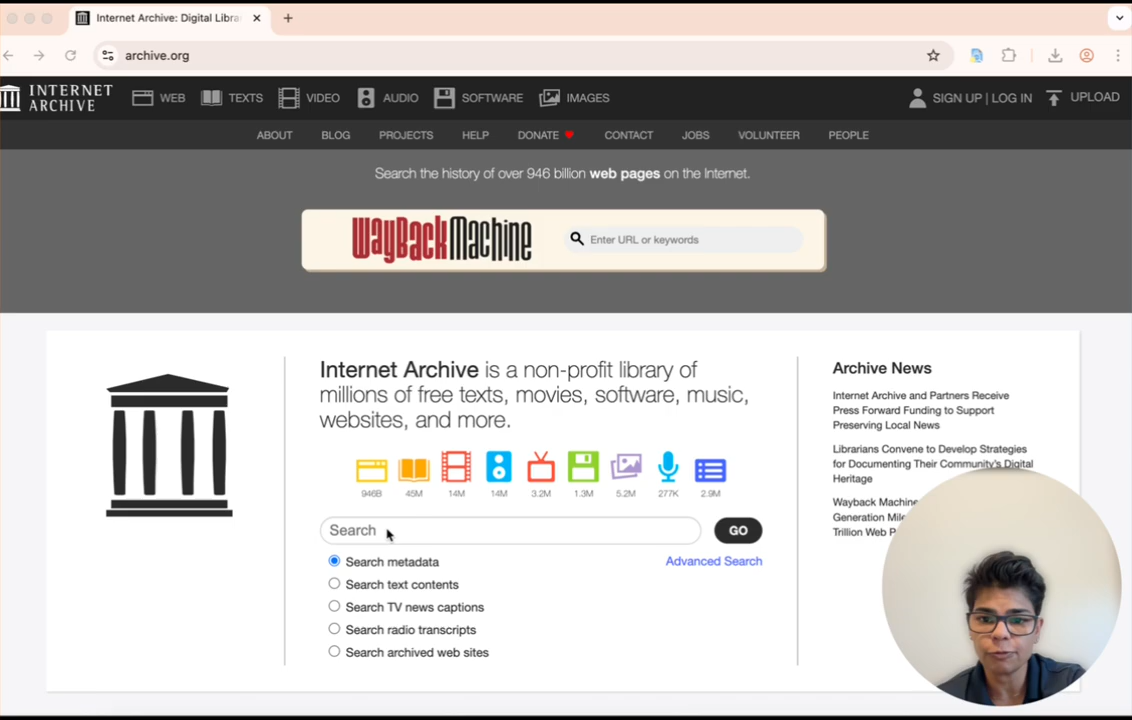 Internet Archive: Digital Libra
archive.org
INTERNET
ARCHIVE
WEB
TEXTS
VIDEO
AUDIO
SOFTWARE
IMAGES
SIGN UP | LOG IN
UPLOAD
ABOUT
BLOG
PROJECTS
HELP
DONATE
CONTACT
JOBS
VOLUNTEER
PEOPLE
Search the history of over 946 billion web pages on the Internet.
WayBackMachine
Enter URL or keywords
Internet Archive is a non-profit library of
millions of free texts, movies, software, music,
websites, and more.
946B
45M
14M
14M
3.2M
1.3M
5.2M
277K
2.9M
Search
GO
Search metadata
Advanced Search
Search text contents
Search TV news captions
Search radio transcripts
Search archived web sites
Archive News
Internet Archive and Partners Receive
Press Forward Funding to Support
Preserving Local News
Librarians Convene to Develop Strategies
for Documenting Their Community's Digital
Heritage
Wayback Machine
Generation
Trillion Web